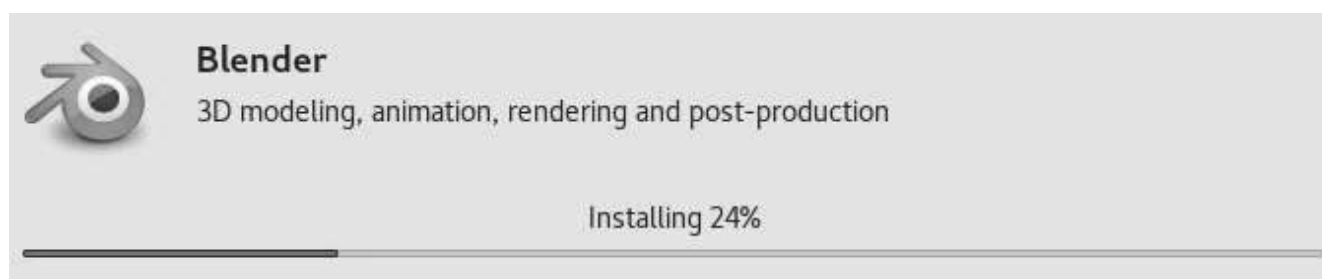 Blender
3D modeling, animation, rendering and post-production
Installing 24%